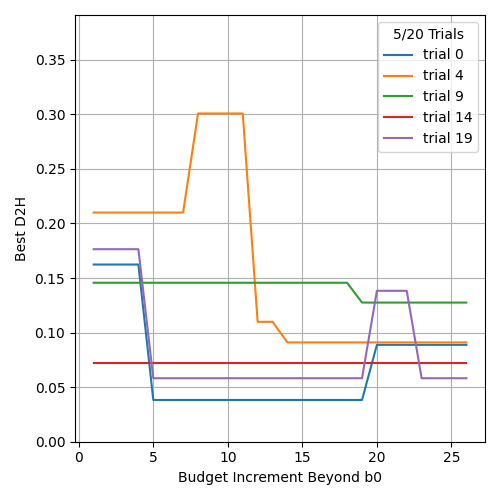 5/20 Trials
trial 0
trial 4
trial 9
trial 14
trial 19
Best D2H
0.35
0.30
0.25
0.20
0.15
0.10
0.05
0.00
0 5 10 15 20 25
Budget Increment Beyond b0